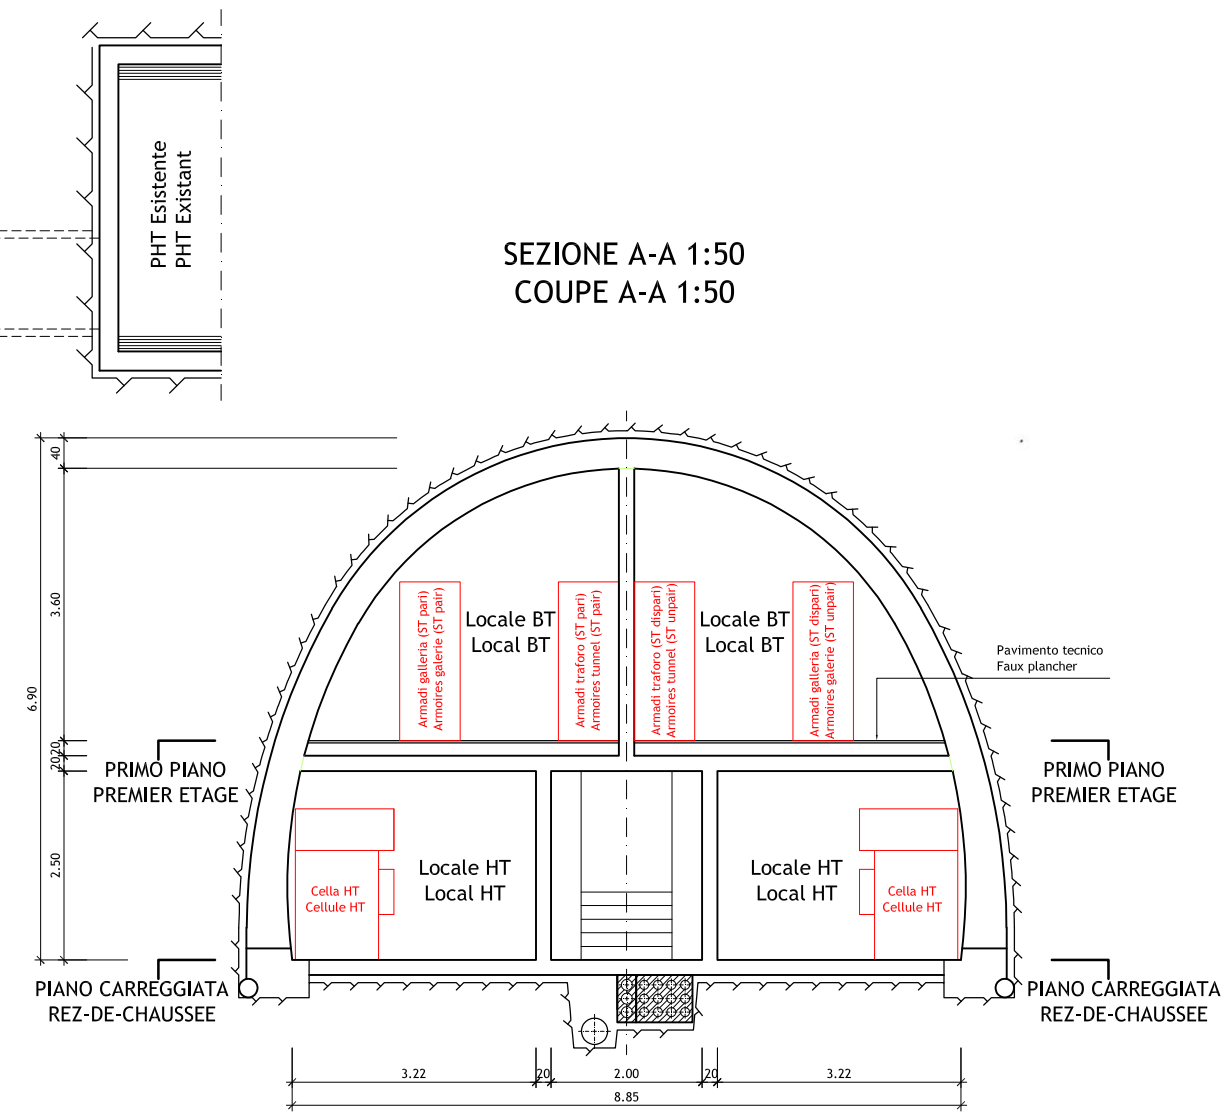 PHT Esistente
PHT Existant
SEZIONE A-A 1:50
COUPE A-A 1:50
40
3.60
6.90
20
20
2.50
Armadi galleria (ST pari)
Armoires galerie (ST pair)
Locale BT
Local BT
Armadi traforo (ST pari)
Armoires tunnel (ST pair)
Armadi traforo (ST dispari)
Armoires tunnel (ST unpair)
Locale BT
Local BT
Armadi galleria (ST dispari)
Armoires galerie (ST unpair)
Pavimento tecnico
Faux plancher
PRIMO PIANO
PREMIER ETAGE
PRIMO PIANO
PREMIER ETAGE
Cella HT
Cellule HT
Locale HT
Local HT
Locale HT
Local HT
Cella HT
Cellule HT
PIANO CARREGGIATA
REZ-DE-CHAUSSEE
PIANO CARREGGIATA
REZ-DE-CHAUSSEE
3.22
20
2.00
20
3.22
8.85